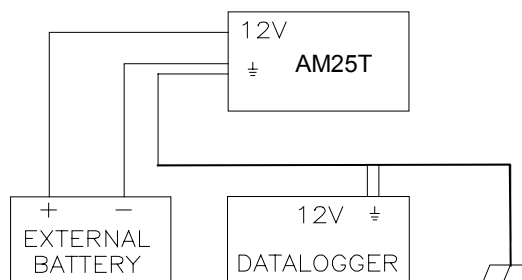 12V
AM25T
+ −
EXTERNAL
BATTERY
12V
DATALOGGER